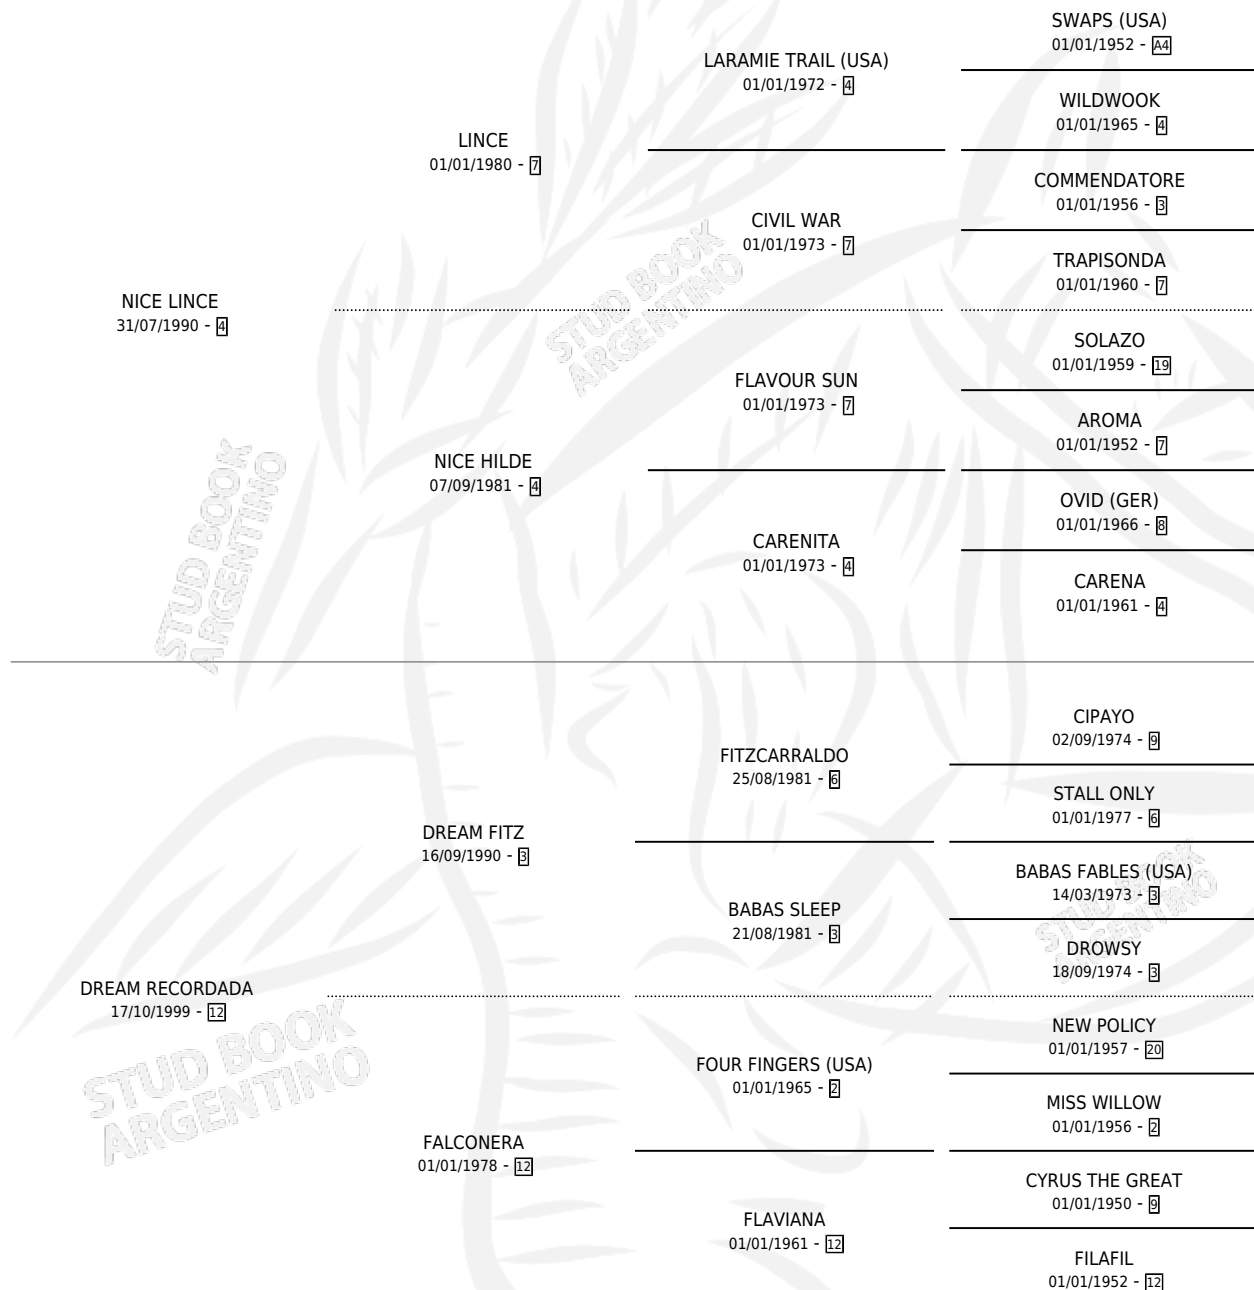 SWAPS (USA)
01/01/1952 - A4
LARAMIE TRAIL (USA)
01/01/1972 - 4
WILDWOOK
01/01/1965 - 4
LINCE
01/01/1980 - 7
COMMENDATORE
01/01/1956 - 3
CIVIL WAR
01/01/1973 - 7
TRAPISONDA
01/01/1960 - 7
NICE LINCE
31/07/1990 - 4
STUD BOOK
ARGENTINO
SOLAZO
01/01/1959 - 19
FLAVOUR SUN
01/01/1973 - 7
AROMA
01/01/1952 - 7
NICE HILDE
07/09/1981 - 4
OVID (GER)
01/01/1966 - 8
CARENITA
01/01/1973 - 4
CARENA
01/01/1961 - 4
STUD BOOK
ARGENTINO
CIPAYO
02/09/1974 - 9
FITZCARRALDO
25/08/1981 - 6
STALL ONLY
01/01/1977 - 6
DREAM FITZ
16/09/1990 - 3
BABAS FABLES (USA)
14/03/1973 - 3
BABAS SLEEP
21/08/1981 - 3
DROWSY
18/09/1974 - 3
STUD BOOK
ARGENTINO
DREAM RECORDADA
17/10/1999 - 12
NEW POLICY
01/01/1957 - 20
FOUR FINGERS (USA)
01/01/1965 - 2
MISS WILLOW
01/01/1956 - 2
STUD BOOK
ARGENTINO
FALCONERA
01/01/1978 - 12
CYRUS THE GREAT
01/01/1950 - 9
FLAVIANA
01/01/1961 - 12
FILAFIL
01/01/1952 - 12